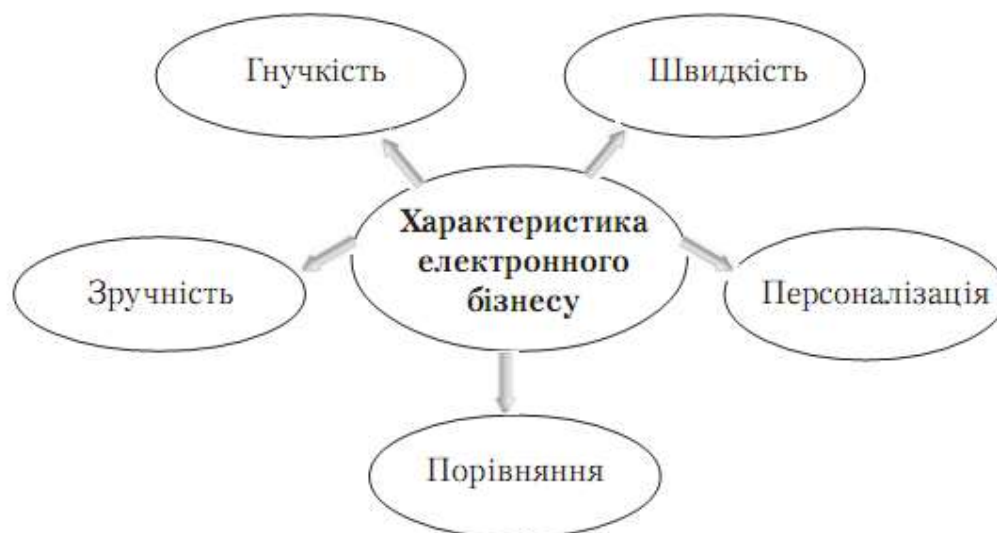 Гнучкість
Швидкість
Характеристика
електронного
бізнесу
Зручність
Персоналізація
Порівняння